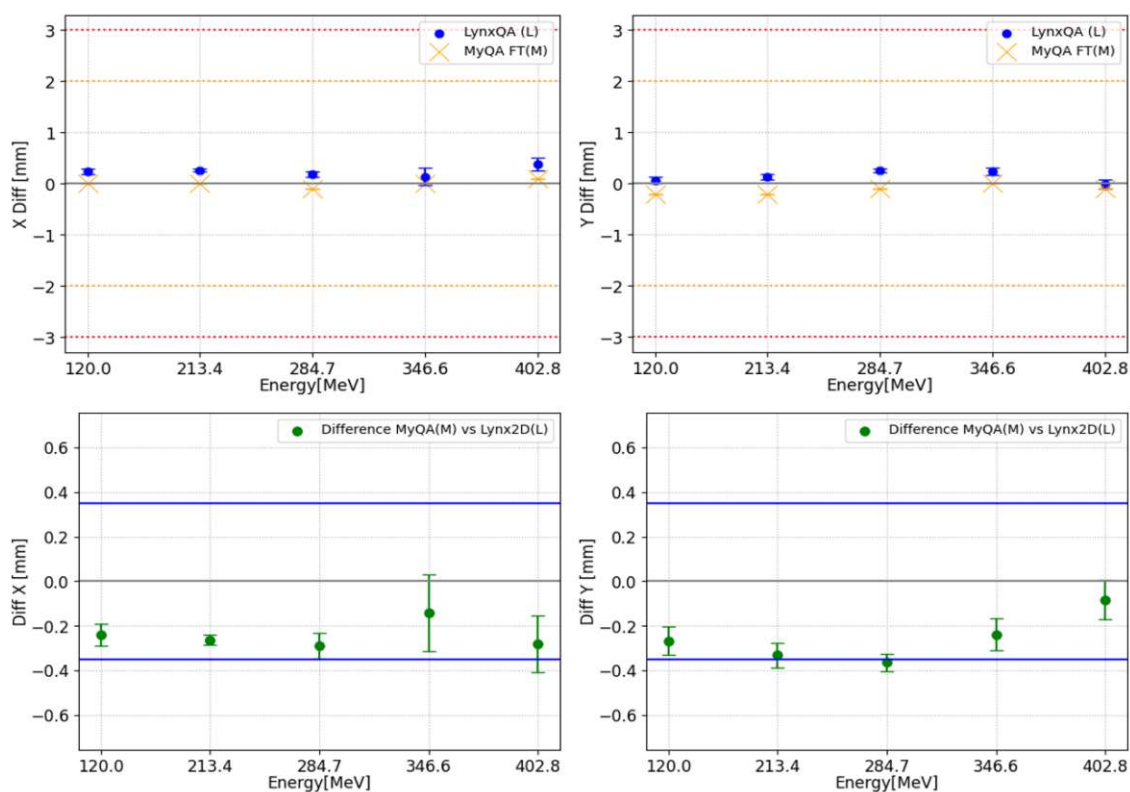 LynxQA (L)
MyQA FT(M)
3
2
1
0
−1
−2
−3
X Diff [mm]
120.0 213.4 284.7 346.6 402.8
Energy[MeV]
LynxQA (L)
MyQA FT(M)
3
2
1
0
−1
−2
−3
Y Diff [mm]
120.0 213.4 284.7 346.6 402.8
Energy[MeV]
Difference MyQA(M) vs Lynx2D(L)
0.6
0.4
0.2
0.0
−0.2
−0.4
−0.6
Diff X [mm]
120.0 213.4 284.7 346.6 402.8
Energy[MeV]
Difference MyQA(M) vs Lynx2D(L)
0.6
0.4
0.2
0.0
−0.2
−0.4
−0.6
Diff Y [mm]
120.0 213.4 284.7 346.6 402.8
Energy[MeV]